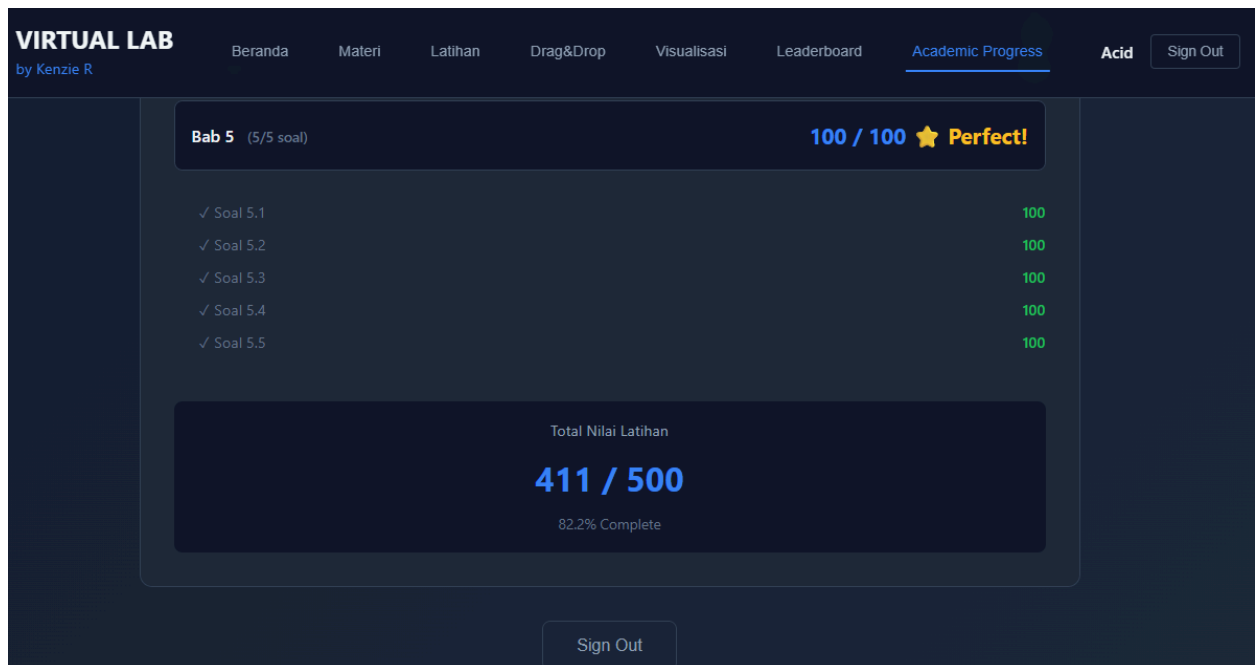 VIRTUAL LAB
by Kenzie R
Beranda Materi Latihan Drag&Drop Visualisasi Leaderboard Academic Progress Acid Sign Out
Bab 5 (5/5 soal) 100 / 100 ⭐ Perfect!
✓ Soal 5.1 100
✓ Soal 5.2 100
✓ Soal 5.3 100
✓ Soal 5.4 100
✓ Soal 5.5 100
Total Nilai Latihan
411 / 500
82.2% Complete
Sign Out